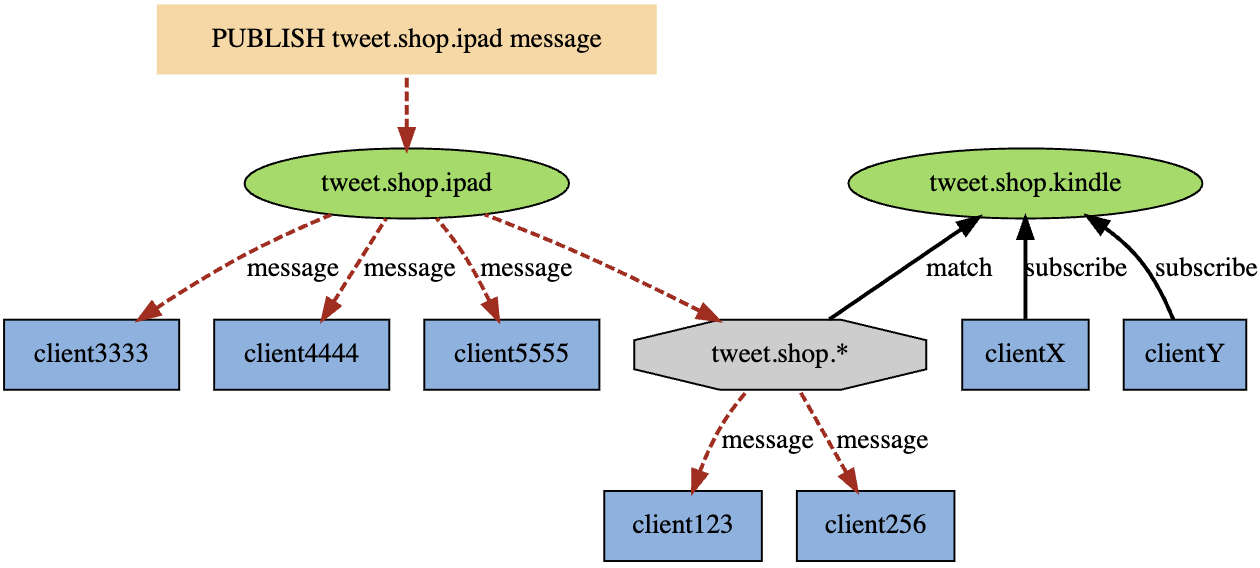 PUBLISH tweet.shop.ipad message
tweet.shop.ipad
tweet.shop.kindle
message
message
message
match
subscribe
subscribe
client3333
client4444
client5555
tweet.shop.*
clientX
clientY
message
message
client123
client256